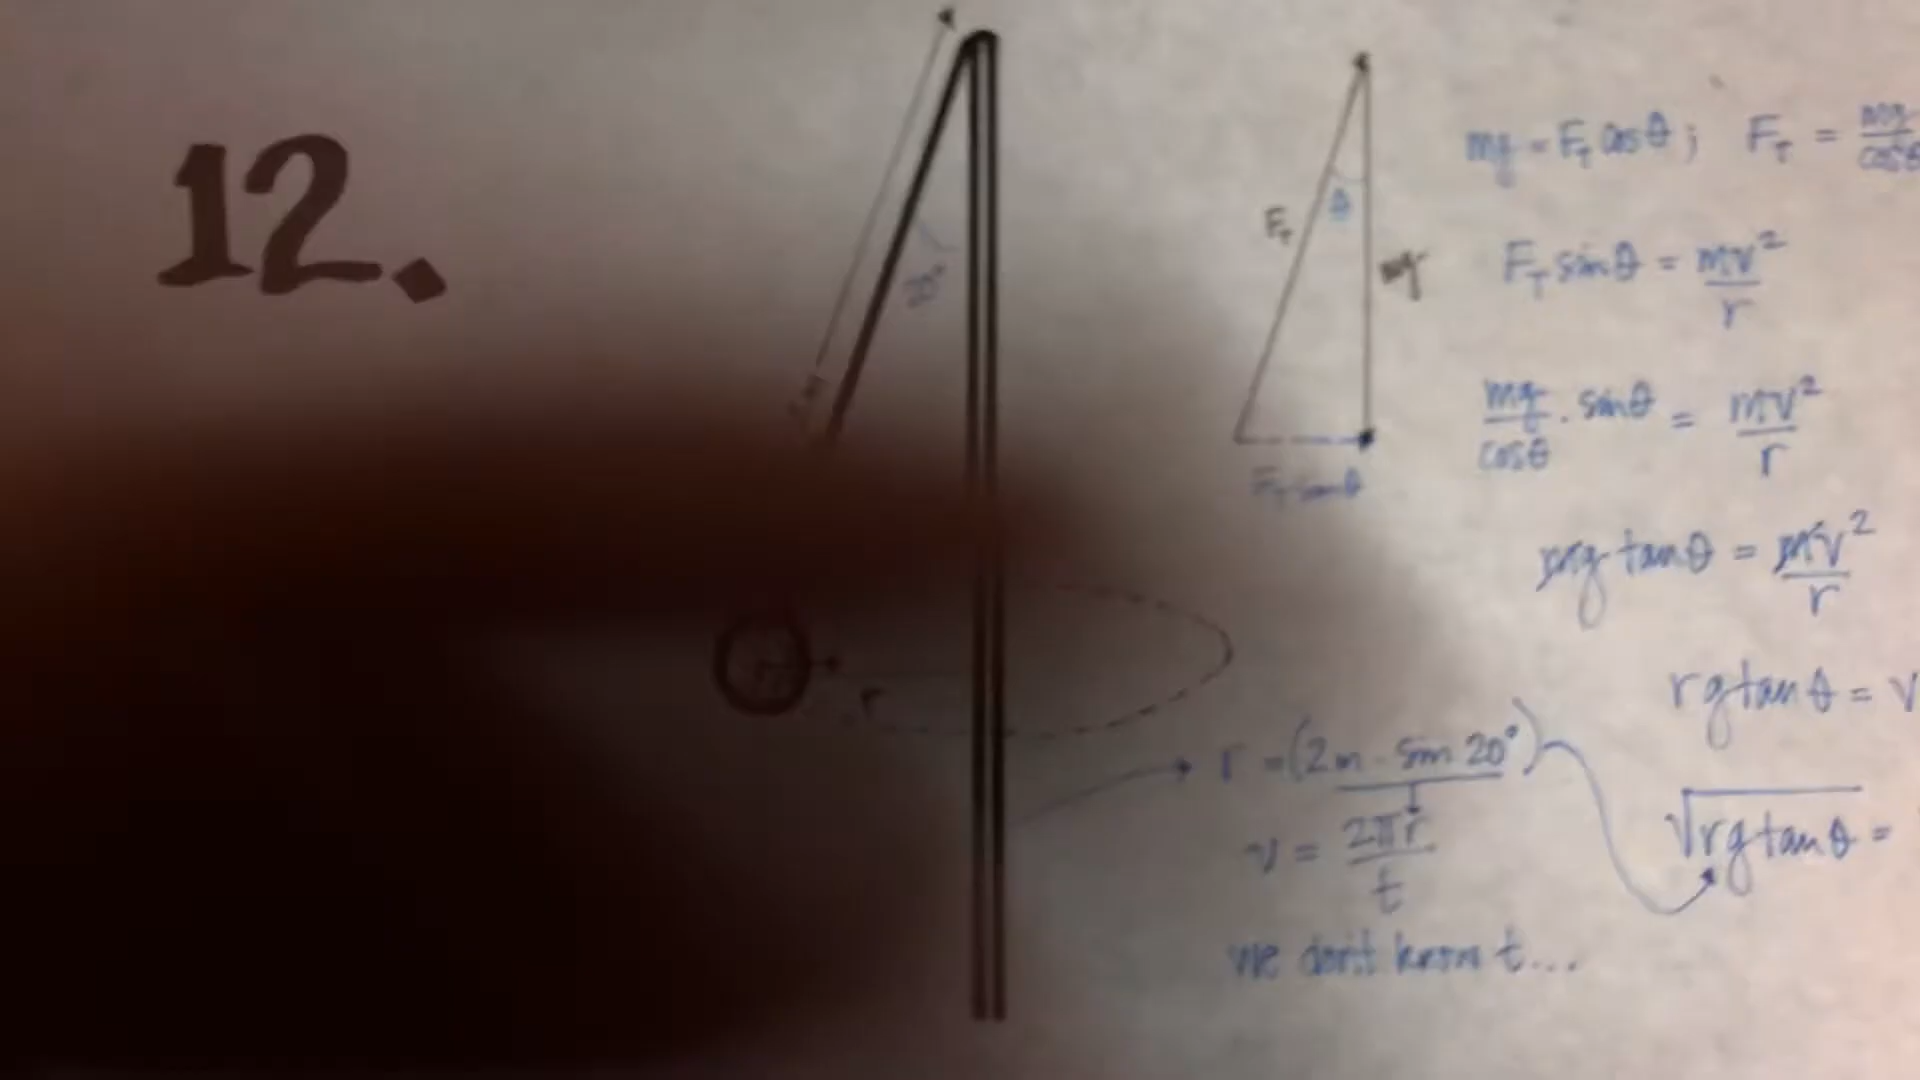 12.
20°
θ
F_T
mg
F_T sinθ
mg = F_T cosθ ; F_T = mg/cosθ
F_T sinθ = mv²/r
mg/cosθ · sinθ = mv²/r
mg tanθ = mv²/r
rg tanθ = v
√rg tanθ =
r = (2m · sin 20°)
v = 2πr/t
we don't know t...